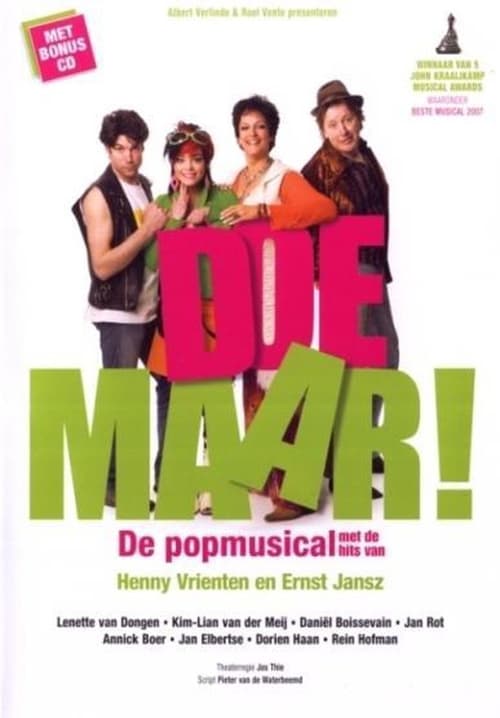 Albert Verlinde & Roel Vente presenteren
MET
BONUS
CD
WINNAAR VAN 5
JOHN KRAAIJKAMP
MUSICAL AWARDS
WAARONDER
BESTE MUSICAL 2007
DOE
MAAR!
De popmusical met de
hits van
Henny Vrienten en Ernst Jansz
Lenette van Dongen • Kim-Lian van der Meij • Daniël Boissevain • Jan Rot
Annick Boer • Jan Elbertse • Dorien Haan • Rein Hofman
Theaterregie Jos Thie
Script Pieter van de Waterbeemd